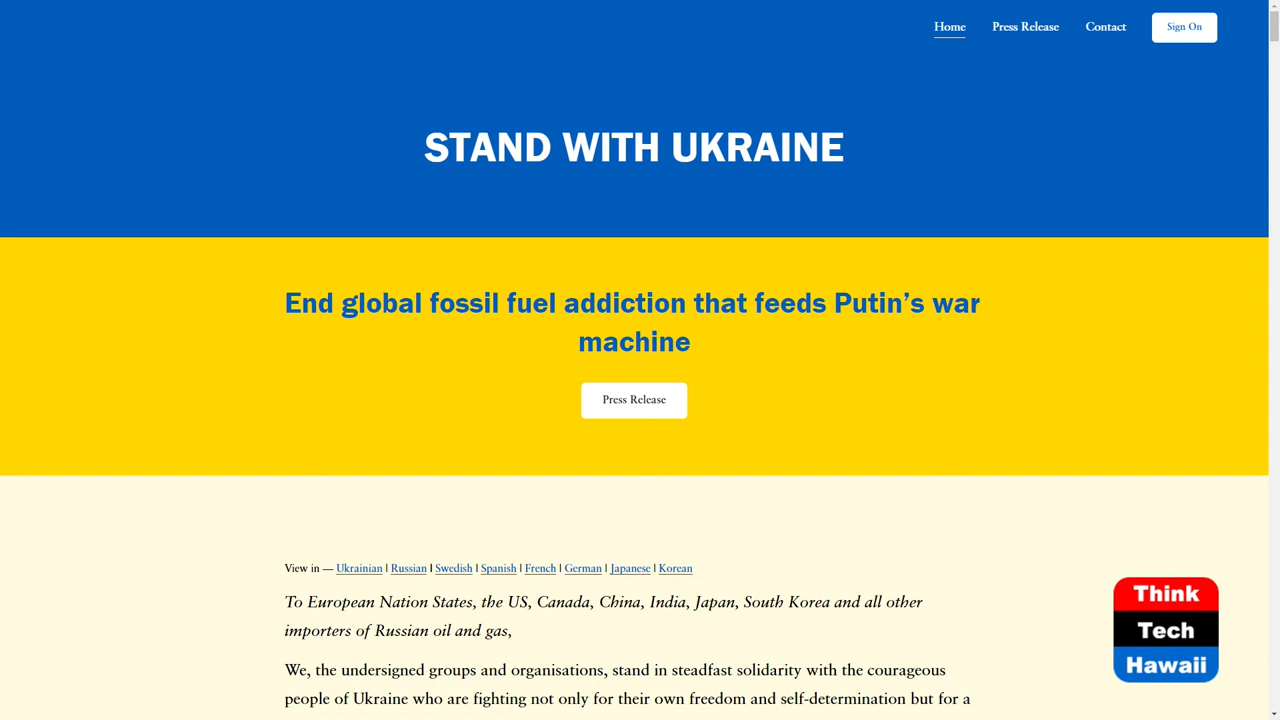 Home Press Release Contact Sign On
STAND WITH UKRAINE
End global fossil fuel addiction that feeds Putin’s war
machine
Press Release
View in — Ukrainian | Russian | Swedish | Spanish | French | German | Japanese | Korean
To European Nation States, the US, Canada, China, India, Japan, South Korea and all other
importers of Russian oil and gas,
We, the undersigned groups and organisations, stand in steadfast solidarity with the courageous
people of Ukraine who are fighting not only for their own freedom and self-determination but for a
Think
Tech
Hawaii